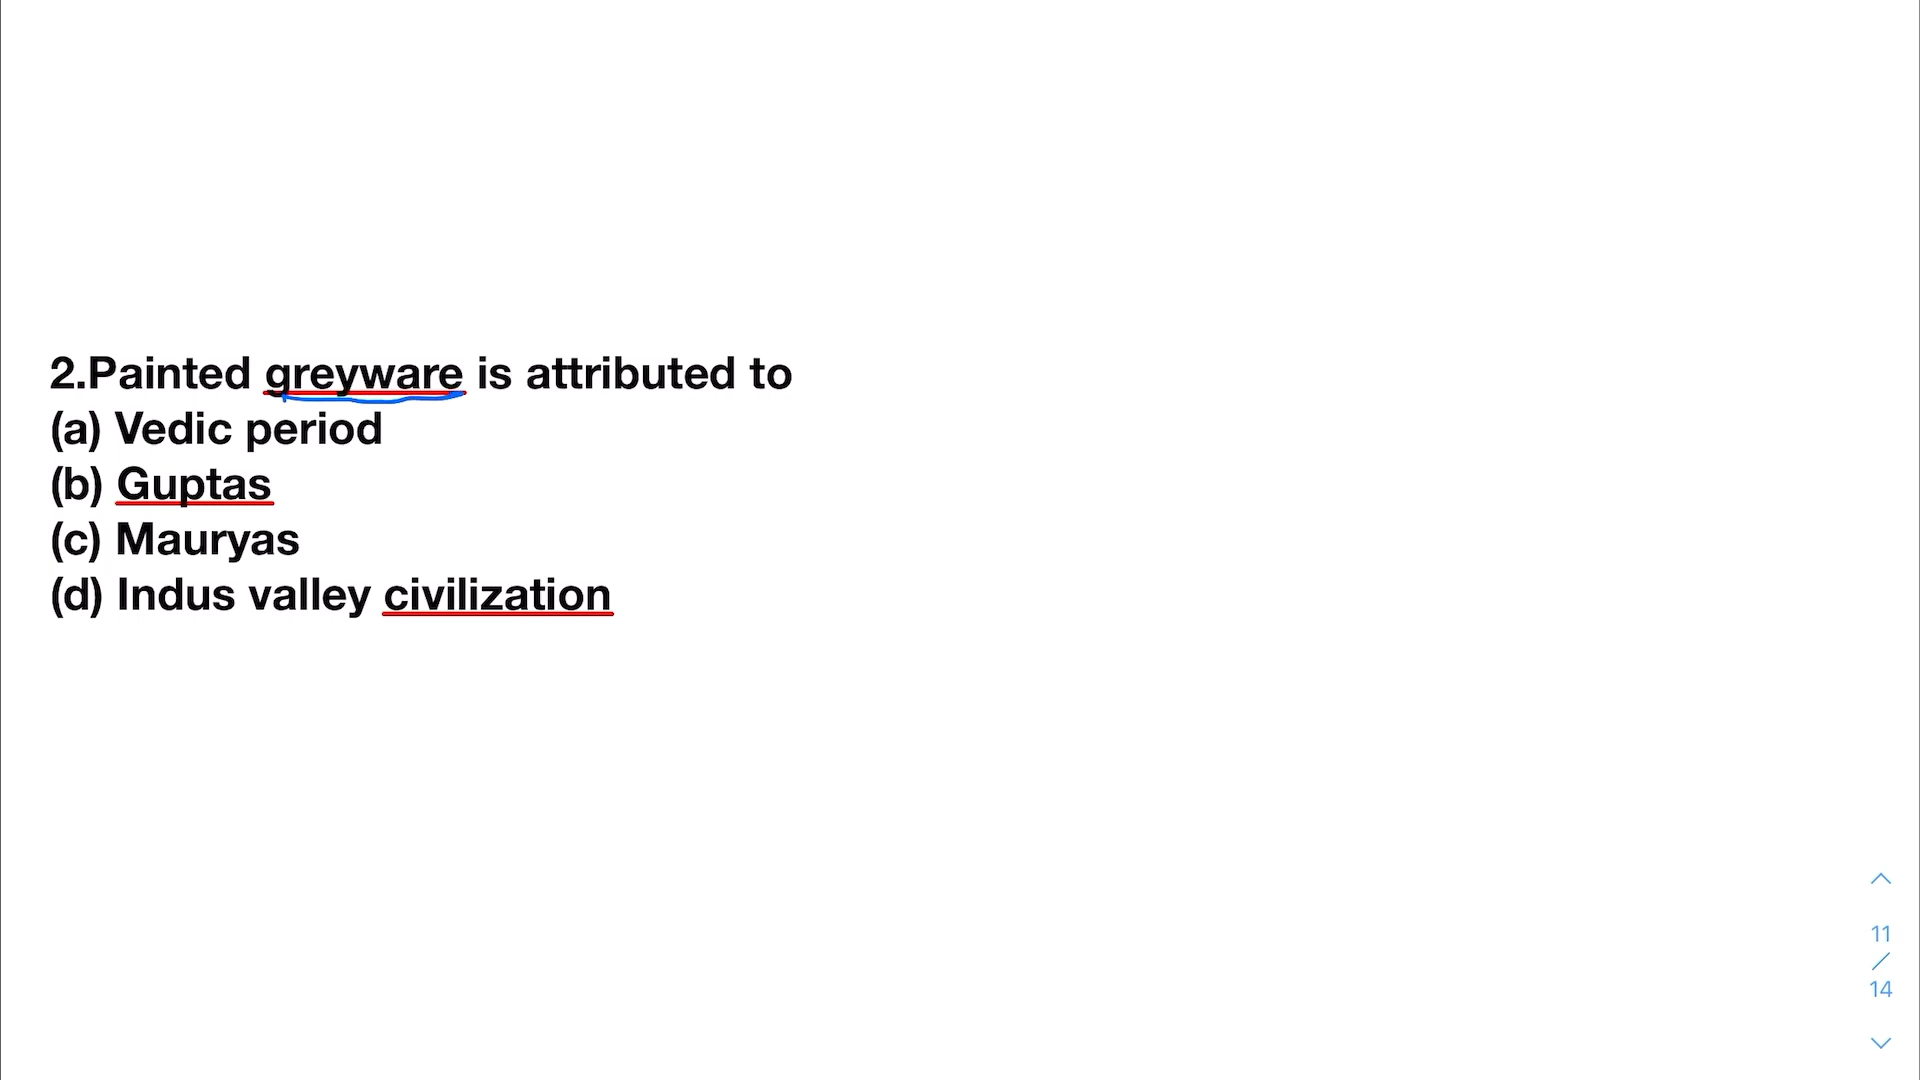 2.Painted greyware is attributed to
(a) Vedic period
(b) Guptas
(c) Mauryas
(d) Indus valley civilization
11
/
14